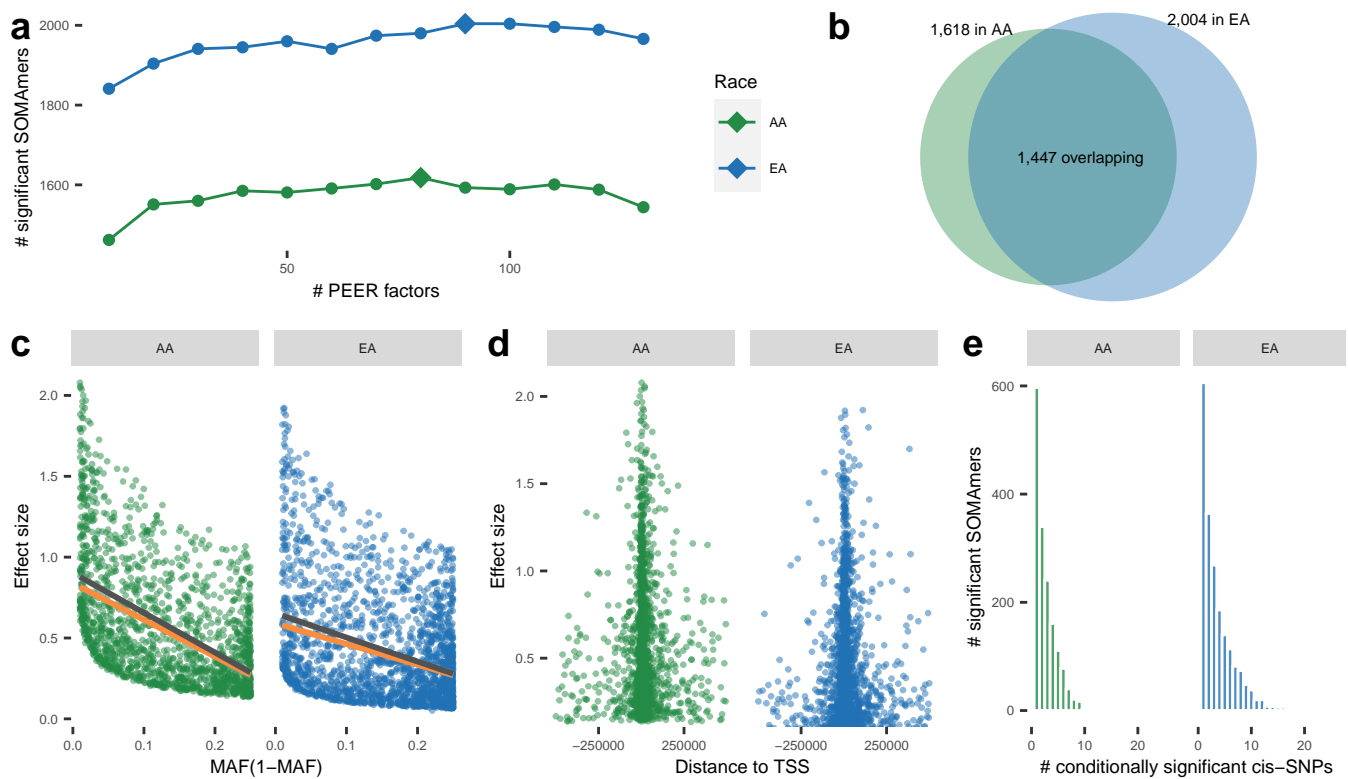 a
2000
1800
1600
# significant SOMAmers
50
100
# PEER factors
Race
AA
EA
b
1,618 in AA
2,004 in EA
1,447 overlapping
c
AA
EA
2.0
1.5
1.0
0.5
0.0
Effect size
0.0
0.1
0.2
0.0
0.1
0.2
MAF(1−MAF)
d
AA
EA
2.0
1.5
1.0
0.5
Effect size
−250000
250000
−250000
250000
Distance to TSS
e
AA
EA
600
400
200
0
# significant SOMAmers
0
10
20
0
10
20
# conditionally significant cis−SNPs